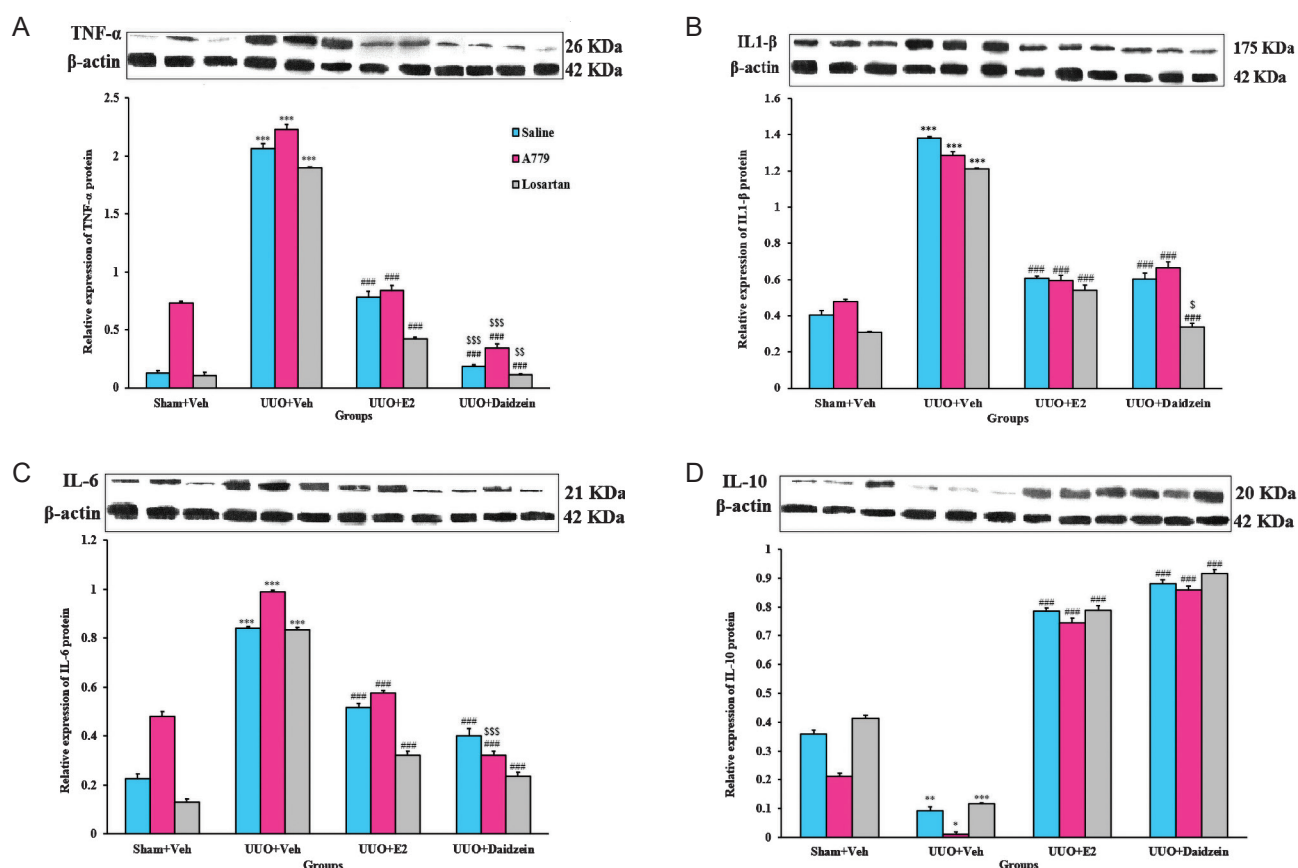 A
TNF-α
26 KDa
β-actin
42 KDa
Relative expression of TNF-α protein
2.5
2
1.5
1
0.5
0
***
***
***
###
###
###
$$$
###
$$$
###
$$
###
Saline
A779
Losartan
Sham+Veh
UUO+Veh
UUO+E2
UUO+Daidzein
Groups
B
IL1-β
175 KDa
β-actin
42 KDa
Relative expression of IL1-β protein
1.6
1.4
1.2
1
0.8
0.6
0.4
0.2
0
***
***
***
###
###
###
###
###
$
###
Sham+Veh
UUO+Veh
UUO+E2
UUO+Daidzein
Groups
C
IL-6
21 KDa
β-actin
42 KDa
Relative expression of IL-6 protein
1.2
1
0.8
0.6
0.4
0.2
0
***
***
***
###
###
###
###
$$$
###
###
Sham+Veh
UUO+Veh
UUO+E2
UUO+Daidzein
Groups
D
IL-10
20 KDa
β-actin
42 KDa
Relative expression of IL-10 protein
1
0.9
0.8
0.7
0.6
0.5
0.4
0.3
0.2
0.1
0
**
*
***
###
###
###
###
###
###
Sham+Veh
UUO+Veh
UUO+E2
UUO+Daidzein
Groups